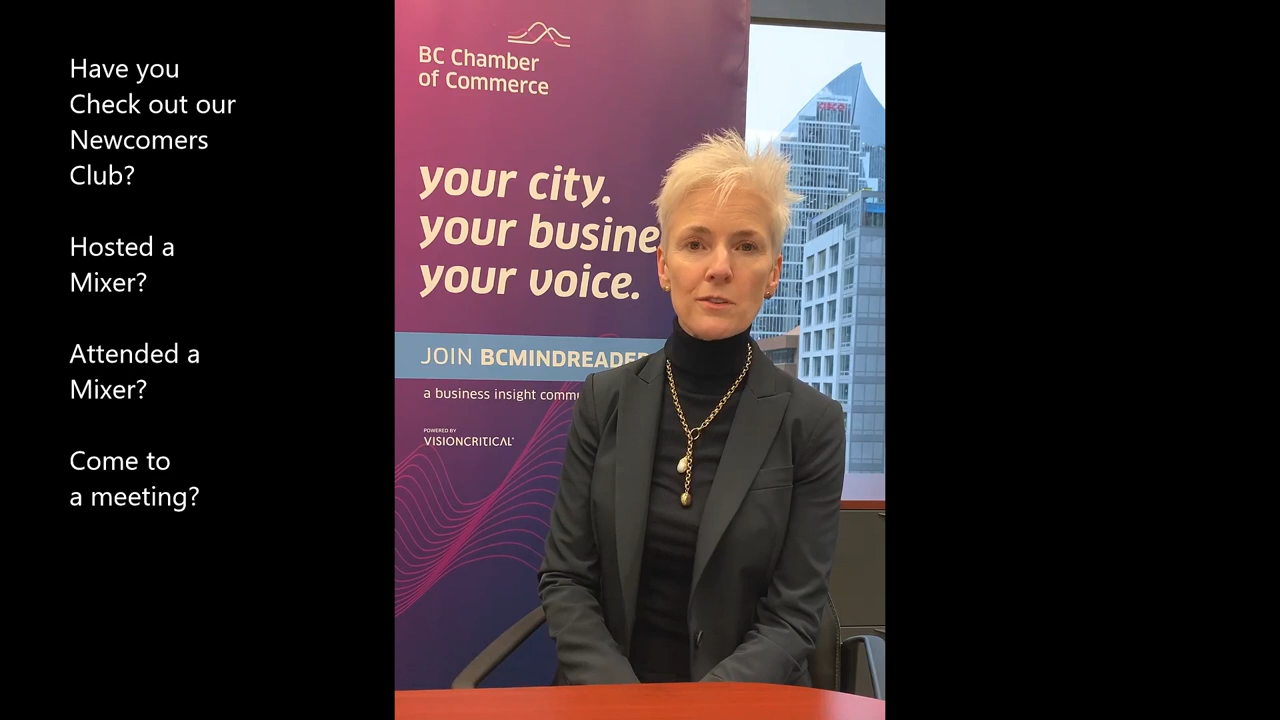 Have you
Check out our
Newcomers
Club?
Hosted a
Mixer?
Attended a
Mixer?
Come to
a meeting?
BC Chamber
of Commerce
your city.
your busine
your voice.
JOIN BCMINDREADER
a business insight comm
POWERED BY
VISIONCRITICAL